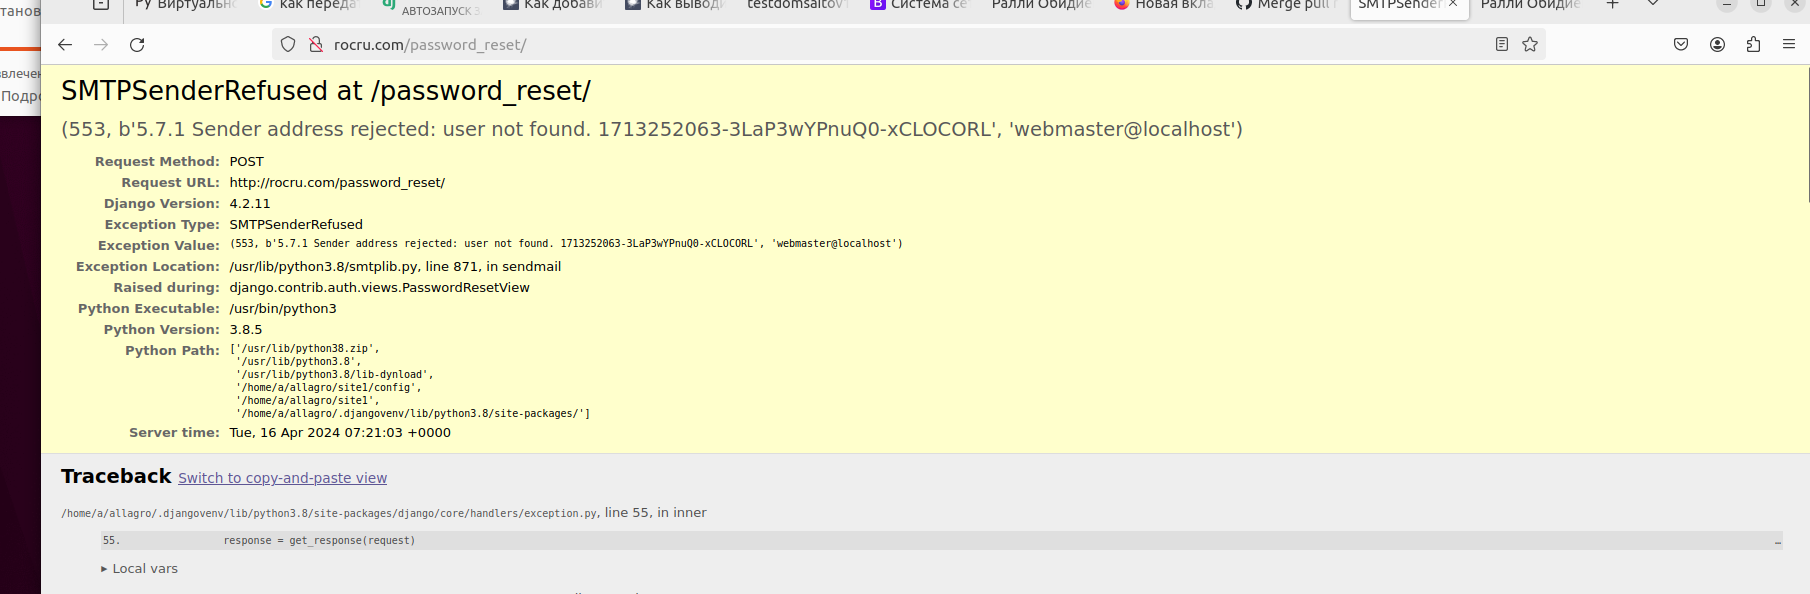 танов
влечен
Подро
Ру Виртуальн
как переда
АВТОЗАПУСК З
Как добави
Как выводи
testdomsaitov
Система се
Ралли Обидие
Новая вкла
Merge pull r
SMTPSender
Ралли Обидие
rocru.com/password_reset/
SMTPSenderRefused at /password_reset/
(553, b'5.7.1 Sender address rejected: user not found. 1713252063-3LaP3wYPnuQ0-xCLOCORL', 'webmaster@localhost')
Request Method: POST
Request URL: http://rocru.com/password_reset/
Django Version: 4.2.11
Exception Type: SMTPSenderRefused
Exception Value: (553, b'5.7.1 Sender address rejected: user not found. 1713252063-3LaP3wYPnuQ0-xCLOCORL', 'webmaster@localhost')
Exception Location: /usr/lib/python3.8/smtplib.py, line 871, in sendmail
Raised during: django.contrib.auth.views.PasswordResetView
Python Executable: /usr/bin/python3
Python Version: 3.8.5
Python Path: ['/usr/lib/python38.zip',
'/usr/lib/python3.8',
'/usr/lib/python3.8/lib-dynload',
'/home/a/allagro/site1/config',
'/home/a/allagro/site1',
'/home/a/allagro/.djangovenv/lib/python3.8/site-packages/']
Server time: Tue, 16 Apr 2024 07:21:03 +0000
Traceback Switch to copy-and-paste view
/home/a/allagro/.djangovenv/lib/python3.8/site-packages/django/core/handlers/exception.py, line 55, in inner
55. response = get_response(request) …
▸ Local vars